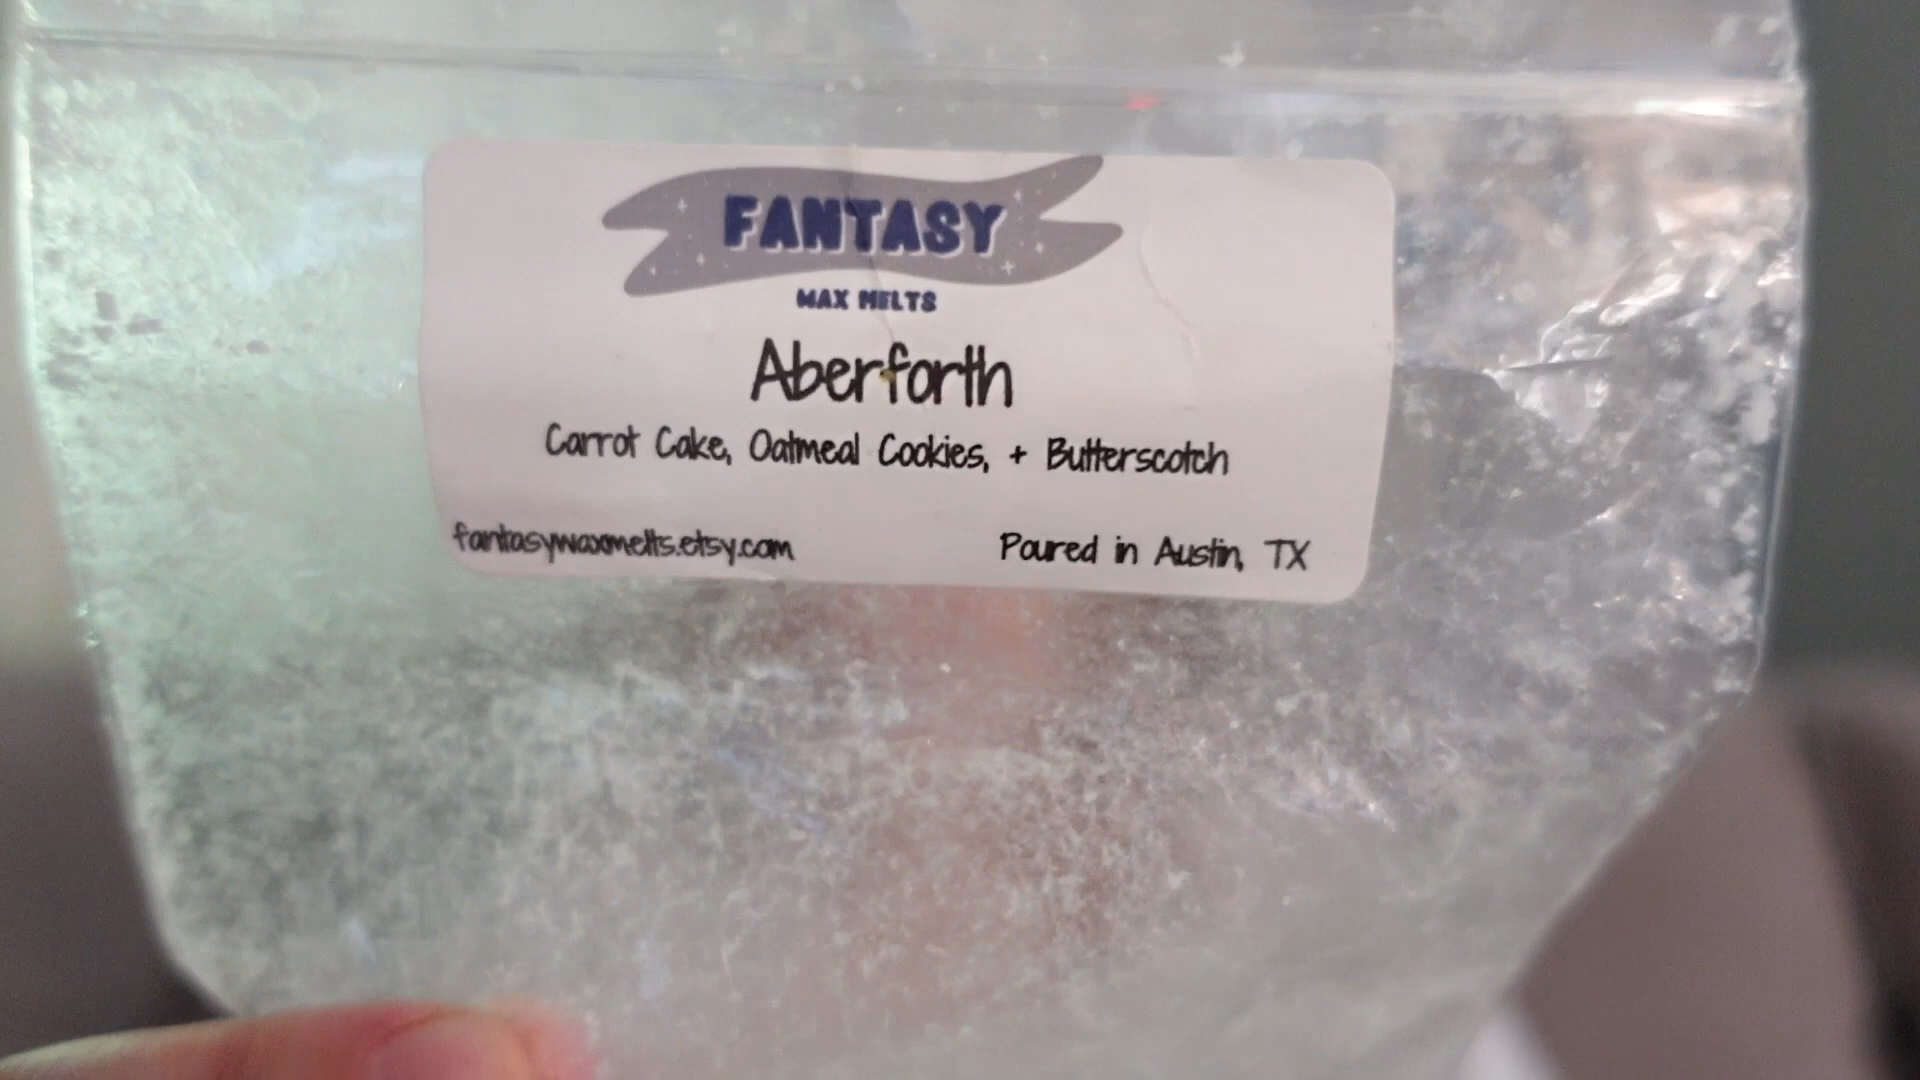 FANTASY
WAX MELTS
Aberforth
Carrot Cake, Oatmeal Cookies, + Butterscotch
fantasywaxmelts.etsy.com
Poured in Austin, TX